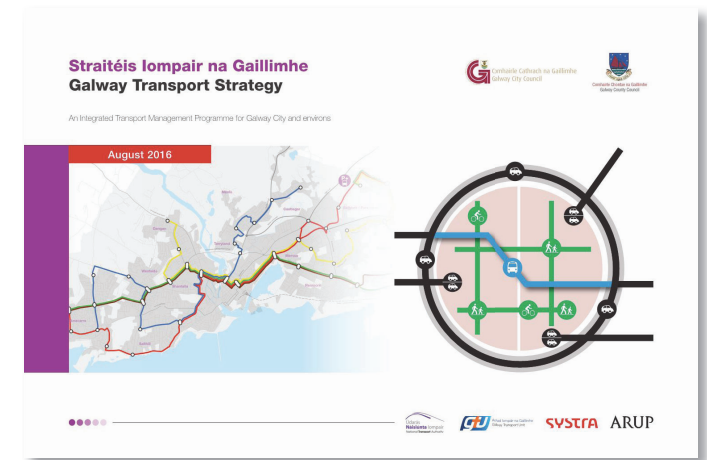 Straitéis Iompair na Gaillimhe
Galway Transport Strategy
An Integrated Transport Management Programme for Galway City and environs
Comhairle Cathrach na Gaillimhe
Galway City Council
Comhairle Chontae na Gaillimhe
Galway County Council
August 2016
Údarás
Náisiúnta Iompair
National Transport Authority
Galway Transport Unit
SYSTRA
ARUP